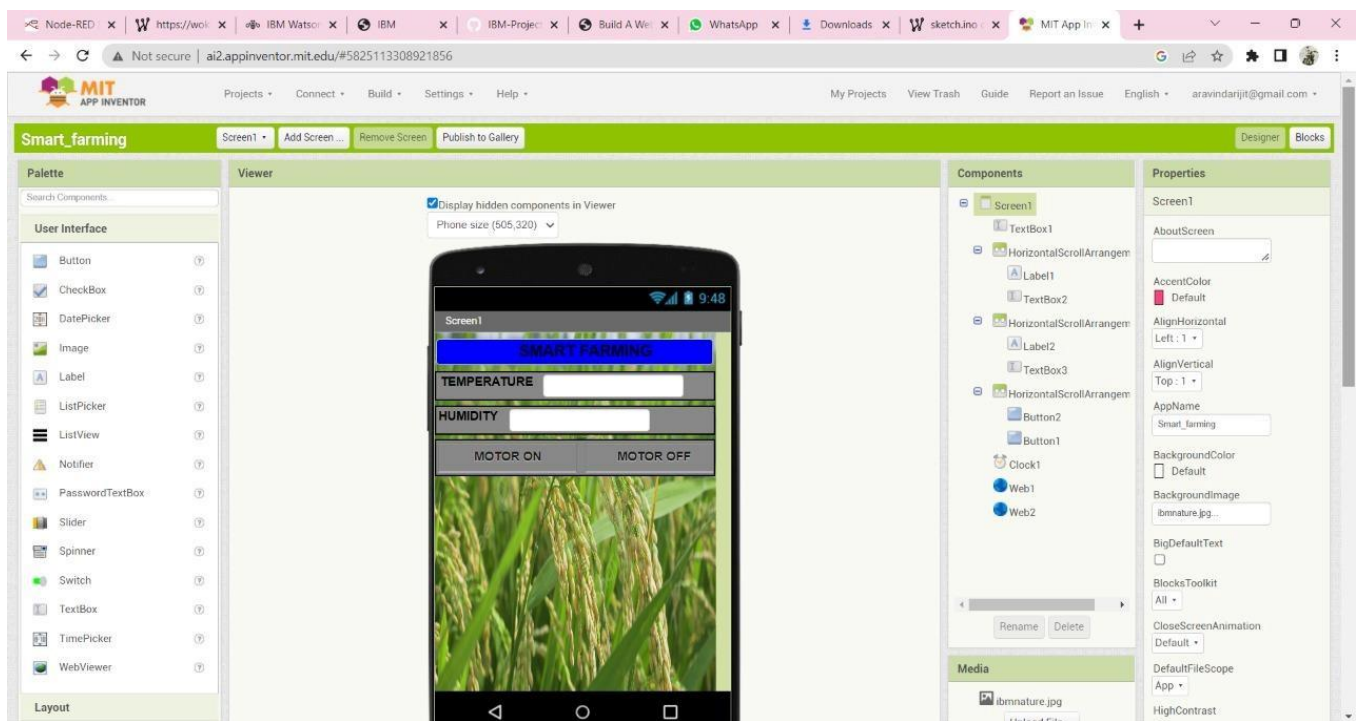 Node-RED
https://wok
IBM Watson
IBM
IBM-Projec
Build A We
WhatsApp
Downloads
sketch.ino
MIT App In
Not secure | ai2.appinventor.mit.edu/#5825113308921856
MIT
APP INVENTOR
Projects
Connect
Build
Settings
Help
My Projects
View Trash
Guide
Report an Issue
English
aravindarijit@gmail.com
Smart_farming
Screen1
Add Screen ...
Remove Screen
Publish to Gallery
Designer
Blocks
Palette
Search Components...
User Interface
Button
CheckBox
DatePicker
Image
Label
ListPicker
ListView
Notifier
PasswordTextBox
Slider
Spinner
Switch
TextBox
TimePicker
WebViewer
Layout
Viewer
Display hidden components in Viewer
Phone size (505,320)
9:48
Screen1
SMART FARMING
TEMPERATURE
HUMIDITY
MOTOR ON
MOTOR OFF
Components
Screen1
TextBox1
HorizontalScrollArrangem
Label1
TextBox2
HorizontalScrollArrangem
Label2
TextBox3
HorizontalScrollArrangem
Button2
Button1
Clock1
Web1
Web2
Rename
Delete
Media
ibmnature.jpg
Upload File ...
Properties
Screen1
AboutScreen
AccentColor
Default
AlignHorizontal
Left : 1
AlignVertical
Top : 1
AppName
Smart_farming
BackgroundColor
Default
BackgroundImage
ibmnature.jpg...
BigDefaultText
BlocksToolkit
All
CloseScreenAnimation
Default
DefaultFileScope
App
HighContrast